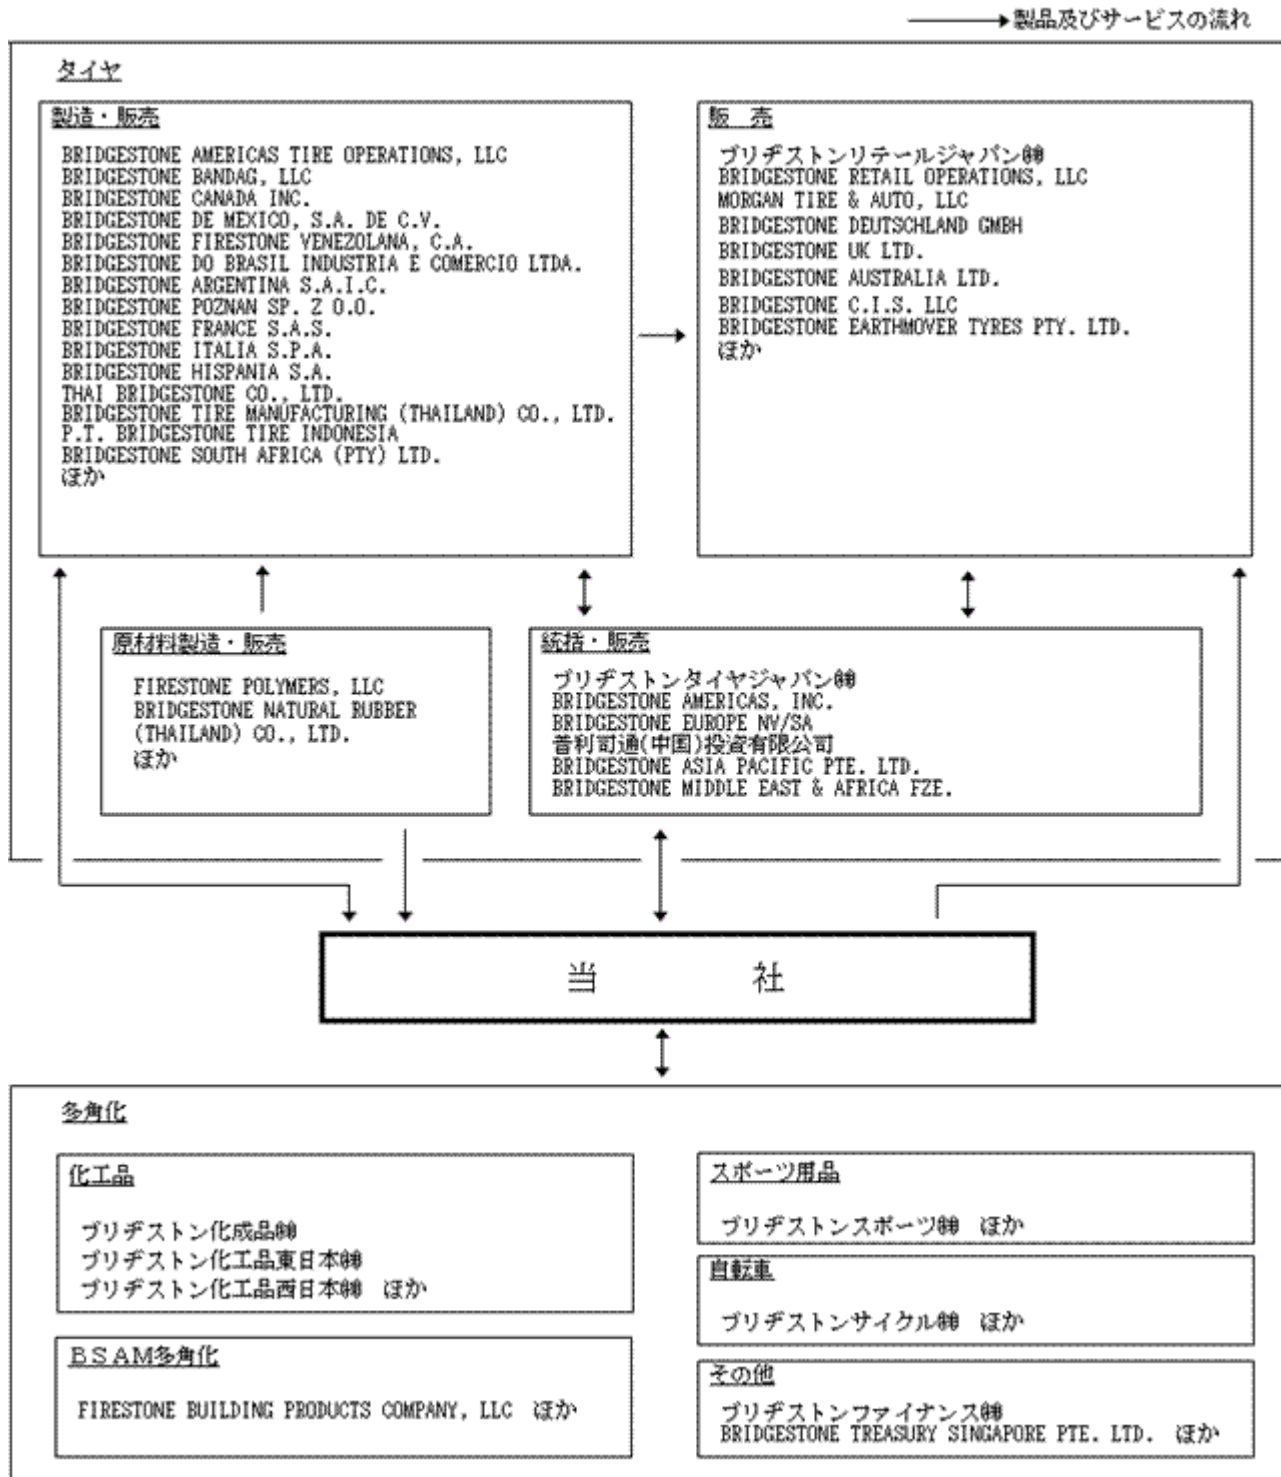 製品及びサービスの流れ
タイヤ
製造・販売
BRIDGESTONE AMERICAS TIRE OPERATIONS, LLC
BRIDGESTONE BANDAG, LLC
BRIDGESTONE CANADA INC.
BRIDGESTONE DE MEXICO, S.A. DE C.V.
BRIDGESTONE FIRESTONE VENEZOLANA, C.A.
BRIDGESTONE DO BRASIL INDUSTRIA E COMERCIO LTDA.
BRIDGESTONE ARGENTINA S.A.I.C.
BRIDGESTONE POZNAN SP. Z O.O.
BRIDGESTONE FRANCE S.A.S.
BRIDGESTONE ITALIA S.P.A.
BRIDGESTONE HISPANIA S.A.
THAI BRIDGESTONE CO., LTD.
BRIDGESTONE TIRE MANUFACTURING (THAILAND) CO., LTD.
P.T. BRIDGESTONE TIRE INDONESIA
BRIDGESTONE SOUTH AFRICA (PTY) LTD.
ほか
販 売
ブリヂストンリテールジャパン㈱
BRIDGESTONE RETAIL OPERATIONS, LLC
MORGAN TIRE & AUTO, LLC
BRIDGESTONE DEUTSCHLAND GMBH
BRIDGESTONE UK LTD.
BRIDGESTONE AUSTRALIA LTD.
BRIDGESTONE C.I.S. LLC
BRIDGESTONE EARTHMOVER TYRES PTY. LTD.
ほか
原材料製造・販売
FIRESTONE POLYMERS, LLC
BRIDGESTONE NATURAL RUBBER
(THAILAND) CO., LTD.
ほか
統括・販売
ブリヂストンタイヤジャパン㈱
BRIDGESTONE AMERICAS, INC.
BRIDGESTONE EUROPE NV/SA
普利司通(中国)投資有限公司
BRIDGESTONE ASIA PACIFIC PTE. LTD.
BRIDGESTONE MIDDLE EAST & AFRICA FZE.
当 社
多角化
化工品
ブリヂストン化成品㈱
ブリヂストン化工品東日本㈱
ブリヂストン化工品西日本㈱ ほか
BSAM多角化
FIRESTONE BUILDING PRODUCTS COMPANY, LLC ほか
スポーツ用品
ブリヂストンスポーツ㈱ ほか
自転車
ブリヂストンサイクル㈱ ほか
その他
ブリヂストンファイナンス㈱
BRIDGESTONE TREASURY SINGAPORE PTE. LTD. ほか